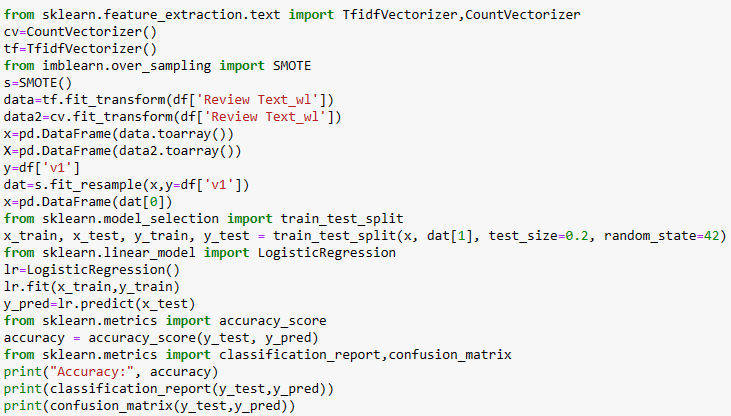 from sklearn.feature_extraction.text import TfidfVectorizer,CountVectorizer
cv=CountVectorizer()
tf=TfidfVectorizer()
from imblearn.over_sampling import SMOTE
s=SMOTE()
data=tf.fit_transform(df['Review Text_wl'])
data2=cv.fit_transform(df['Review Text_wl'])
x=pd.DataFrame(data.toarray())
X=pd.DataFrame(data2.toarray())
y=df['v1']
dat=s.fit_resample(x,y=df['v1'])
x=pd.DataFrame(dat[0])
from sklearn.model_selection import train_test_split
x_train, x_test, y_train, y_test = train_test_split(x, dat[1], test_size=0.2, random_state=42)
from sklearn.linear_model import LogisticRegression
lr=LogisticRegression()
lr.fit(x_train,y_train)
y_pred=lr.predict(x_test)
from sklearn.metrics import accuracy_score
accuracy = accuracy_score(y_test, y_pred)
from sklearn.metrics import classification_report,confusion_matrix
print("Accuracy:", accuracy)
print(classification_report(y_test,y_pred))
print(confusion_matrix(y_test,y_pred))